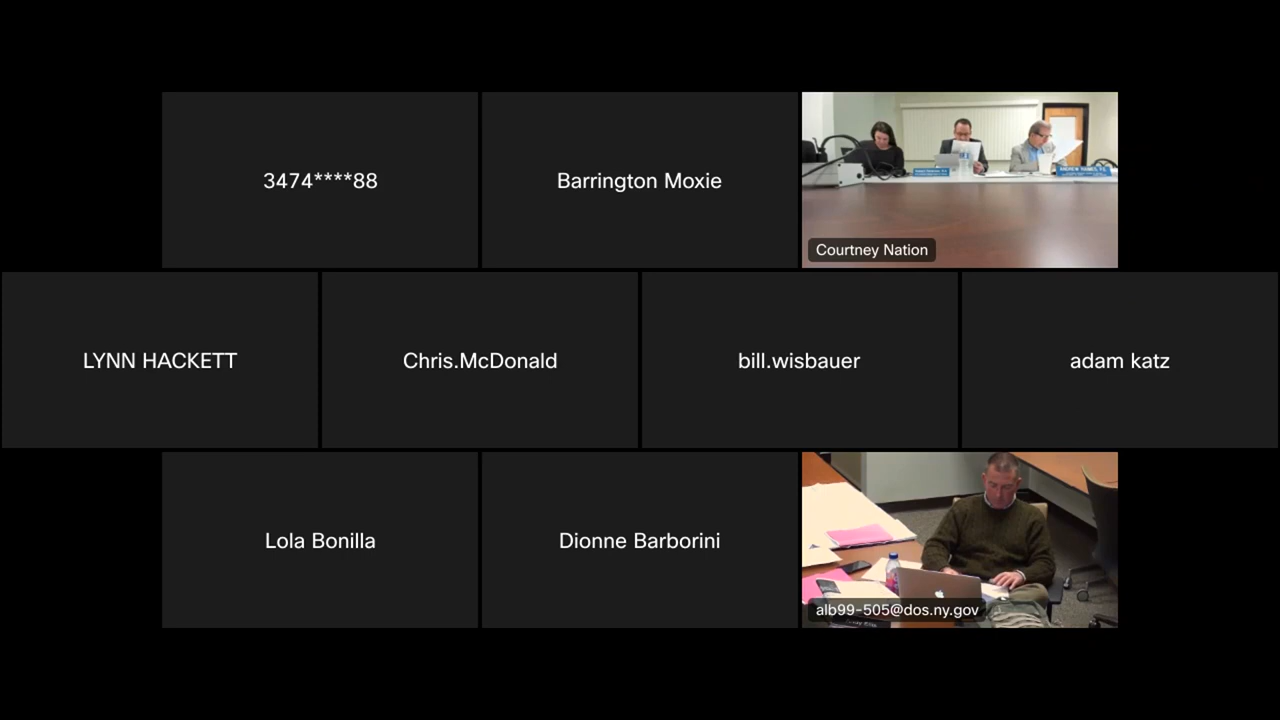 3474****88
Barrington Moxie
Courtney Nation
LYNN HACKETT
Chris.McDonald
bill.wisbauer
adam katz
Lola Bonilla
Dionne Barborini
alb99-505@dos.ny.gov